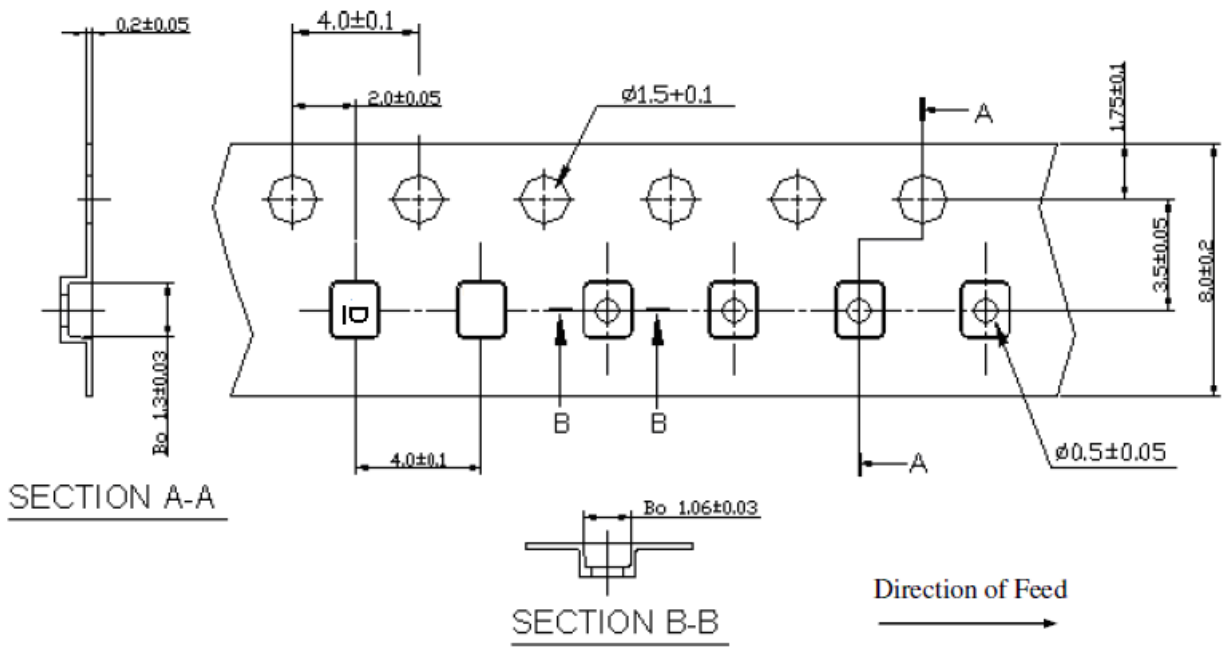 0.2±0.05
4.0±0.1
2.0±0.05
ø1.5+0.1
A
1.75±0.1
3.5±0.05
8.0±0.2
Bo 1.3±0.03
B
B
4.0±0.1
A
ø0.5±0.05
SECTION A-A
Bo 1.06±0.03
SECTION B-B
Direction of Feed